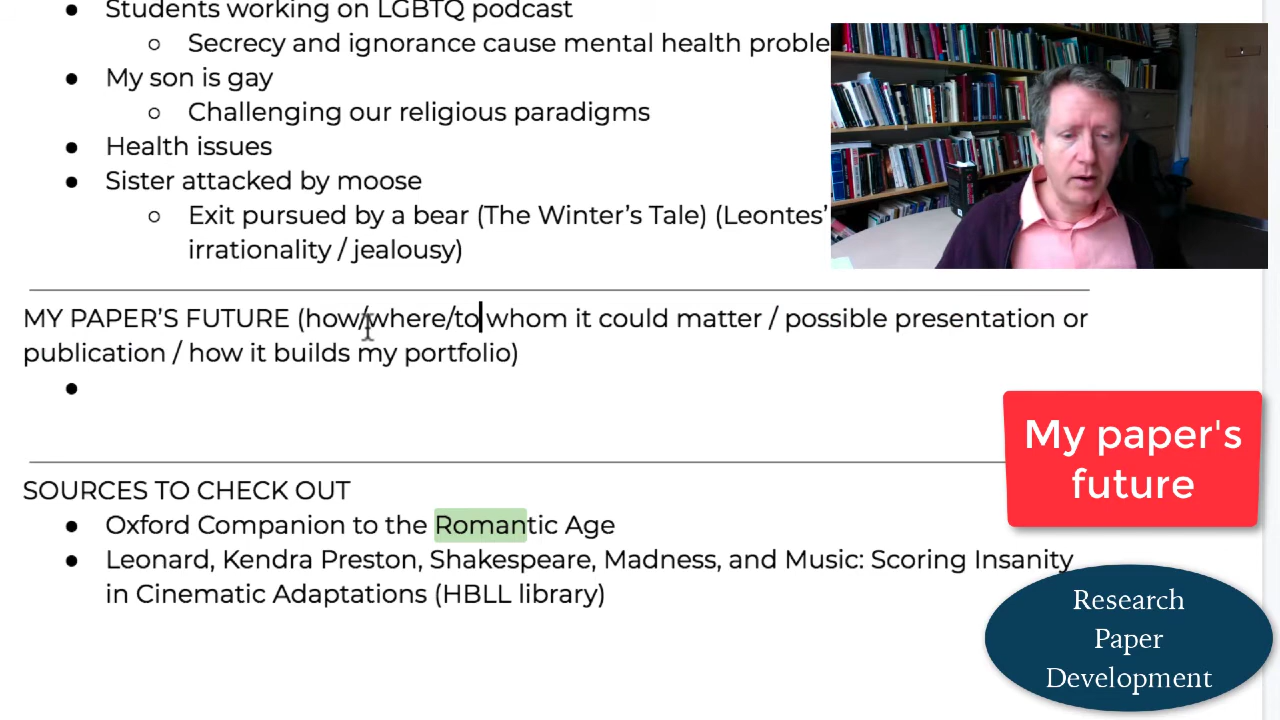 Students working on LGBTQ podcast
Secrecy and ignorance cause mental health proble
My son is gay
Challenging our religious paradigms
Health issues
Sister attacked by moose
Exit pursued by a bear (The Winter's Tale) (Leontes'
irrationality / jealousy)
MY PAPER'S FUTURE (how/where/to whom it could matter / possible presentation or
publication / how it builds my portfolio)
SOURCES TO CHECK OUT
Oxford Companion to the Romantic Age
Leonard, Kendra Preston, Shakespeare, Madness, and Music: Scoring Insanity
in Cinematic Adaptations (HBLL library)
My paper's
future
Research
Paper
Development